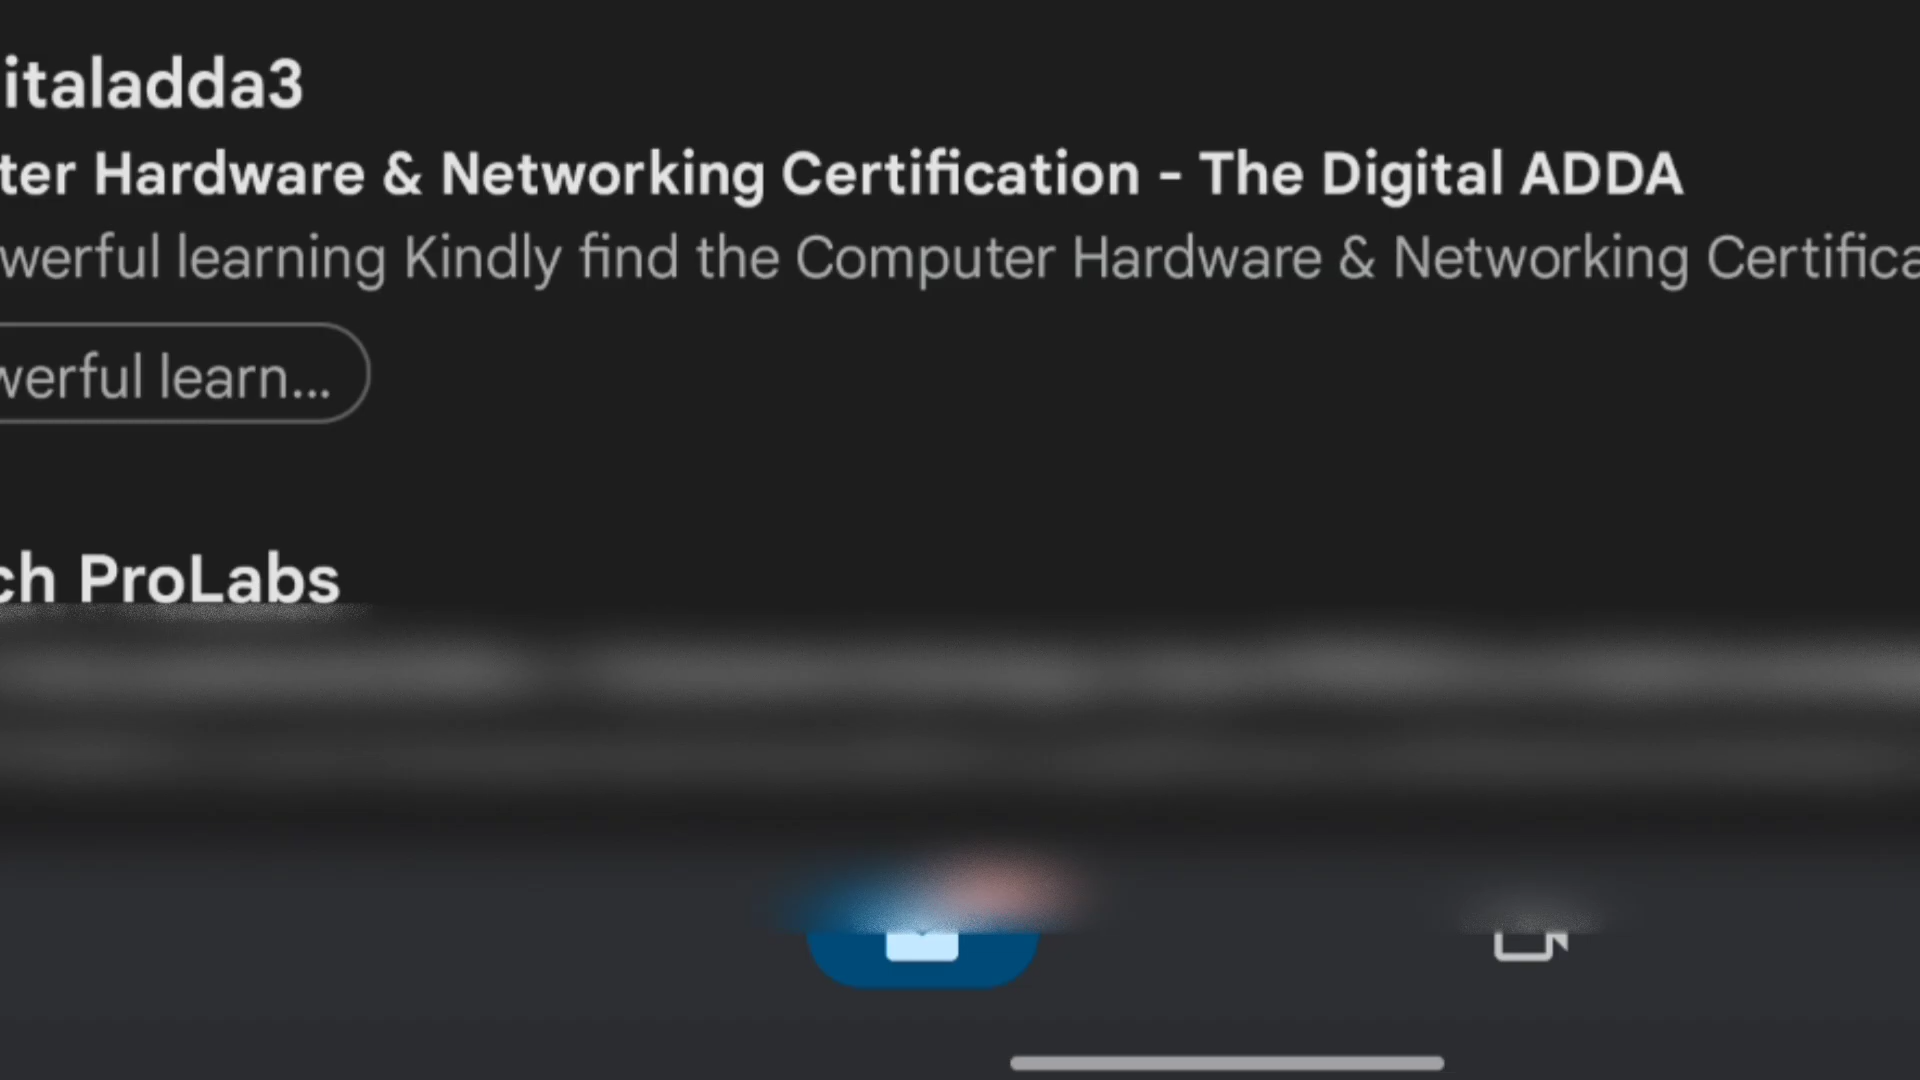 italadda3
ter Hardware & Networking Certification - The Digital ADDA
werful learning Kindly find the Computer Hardware & Networking Certifica
werful learn...
ch ProLabs